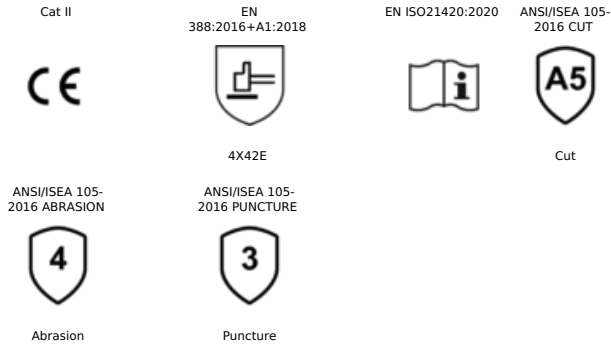 Cat II
EN
388:2016+A1:2018
EN ISO21420:2020
ANSI/ISEA 105-
2016 CUT
CE
i
A5
4X42E
Cut
ANSI/ISEA 105-
2016 ABRASION
ANSI/ISEA 105-
2016 PUNCTURE
4
3
Abrasion
Puncture